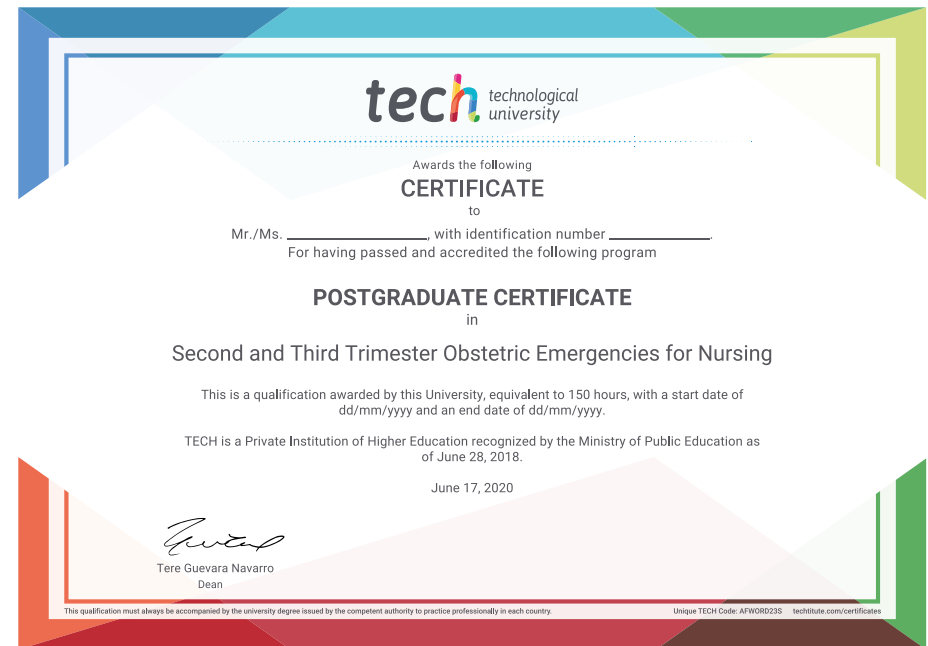 tech technological
university
Awards the following
CERTIFICATE
to
Mr./Ms. ____________________, with identification number ______________.
For having passed and accredited the following program
POSTGRADUATE CERTIFICATE
in
Second and Third Trimester Obstetric Emergencies for Nursing
This is a qualification awarded by this University, equivalent to 150 hours, with a start date of
dd/mm/yyyy and an end date of dd/mm/yyyy.
TECH is a Private Institution of Higher Education recognized by the Ministry of Public Education as
of June 28, 2018.
June 17, 2020
Tere Guevara Navarro
Dean
This qualification must always be accompanied by the university degree issued by the competent authority to practice professionally in each country.
Unique TECH Code: AFWORD23S techtitute.com/certificates